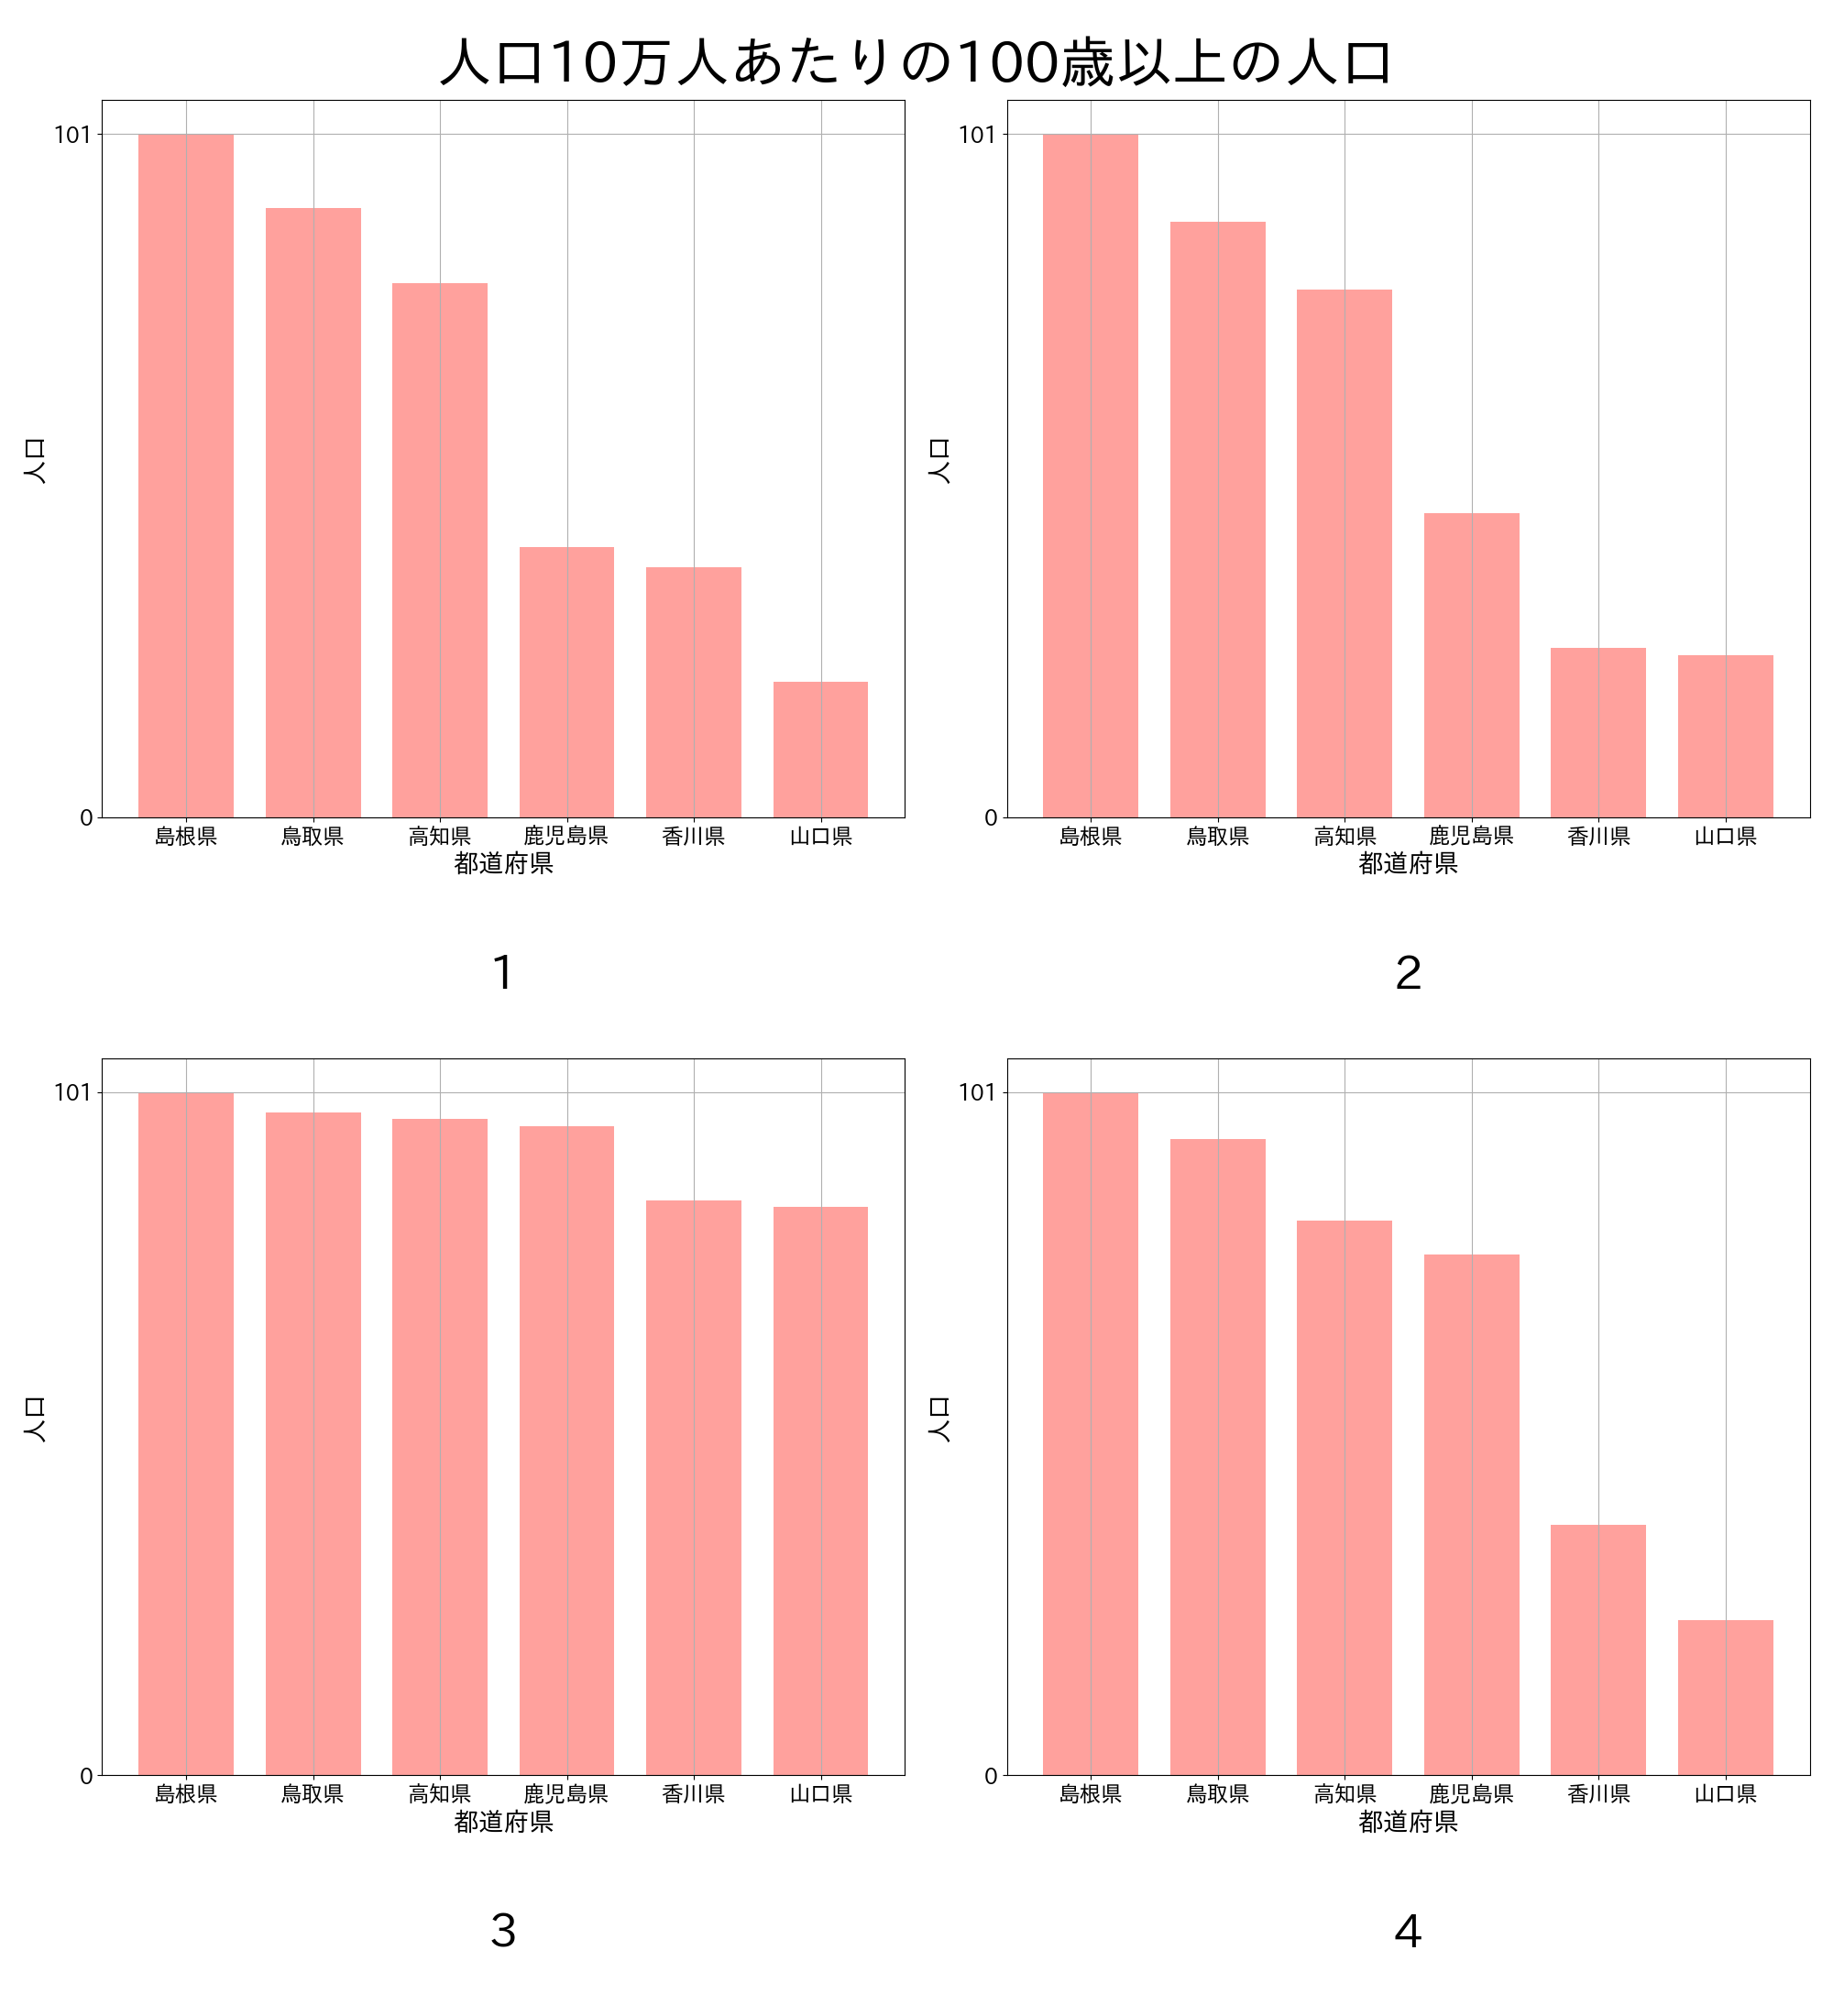 人口10万人あたりの100歳以上の人口
101
0
人口
島根県 鳥取県 高知県 鹿児島県 香川県 山口県
都道府県
1
101
0
人口
島根県 鳥取県 高知県 鹿児島県 香川県 山口県
都道府県
2
101
0
人口
島根県 鳥取県 高知県 鹿児島県 香川県 山口県
都道府県
3
101
0
人口
島根県 鳥取県 高知県 鹿児島県 香川県 山口県
都道府県
4